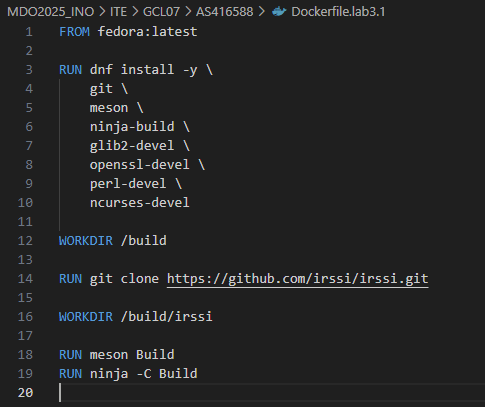 MDO2025_INO > ITE > GCL07 > AS416588 > Dockerfile.lab3.1
1 FROM fedora:latest
2
3 RUN dnf install -y \
4     git \
5     meson \
6     ninja-build \
7     glib2-devel \
8     openssl-devel \
9     perl-devel \
10     ncurses-devel
11
12 WORKDIR /build
13
14 RUN git clone https://github.com/irssi/irssi.git
15
16 WORKDIR /build/irssi
17
18 RUN meson Build
19 RUN ninja -C Build
20